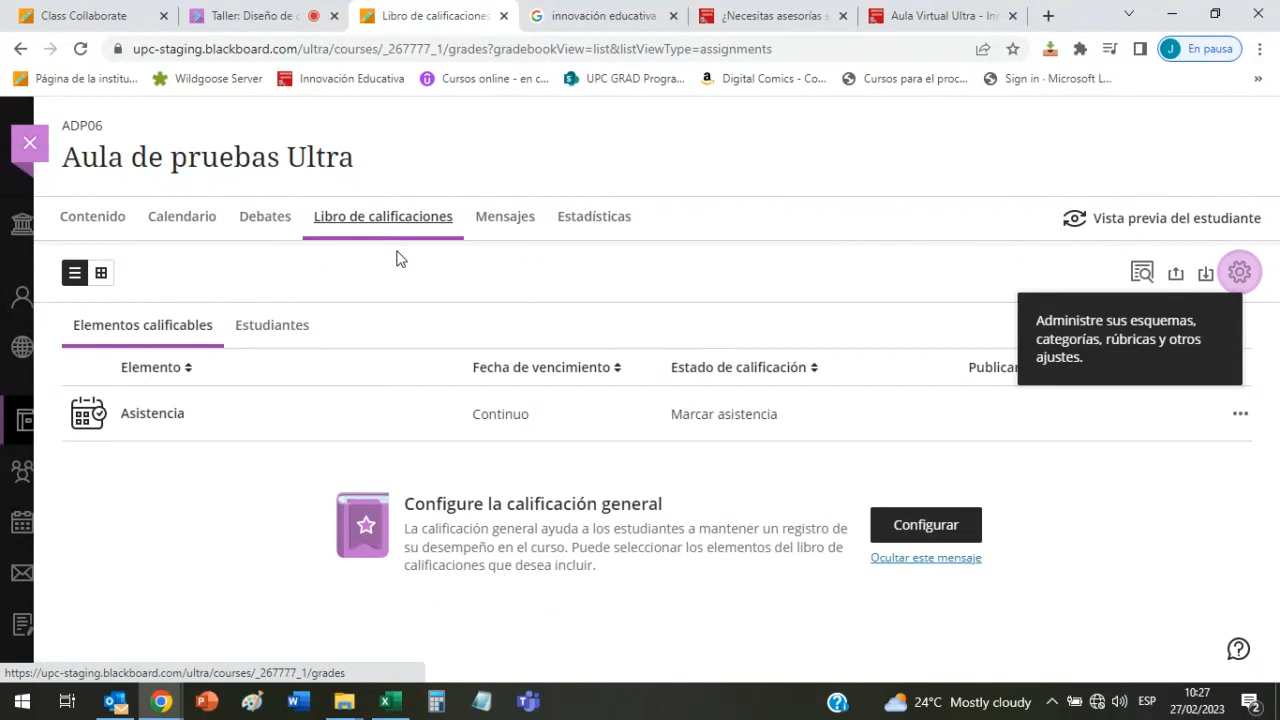 Class Collaborate
Taller: Diseño de c
Libro de calificaciones
innovación educativa
¿Necesitas asesorías s
Aula Virtual Ultra - Inn
upc-staging.blackboard.com/ultra/courses/_267777_1/grades?gradebookView=list&listViewType=assignments
J En pausa
Página de la institu...
Wildgoose Server
Innovación Educativa
Cursos online - en c...
UPC GRAD Progra...
Digital Comics - Co...
Cursos para el proc...
Sign in · Microsoft L...
»
ADP06
Aula de pruebas Ultra
Contenido
Calendario
Debates
Libro de calificaciones
Mensajes
Estadísticas
Vista previa del estudiante
Administre sus esquemas,
categorías, rúbricas y otros
ajustes.
Elementos calificables
Estudiantes
Elemento
Fecha de vencimiento
Estado de calificación
Publicar
Asistencia
Continuo
Marcar asistencia
Configure la calificación general
La calificación general ayuda a los estudiantes a mantener un registro de
su desempeño en el curso. Puede seleccionar los elementos del libro de
calificaciones que desea incluir.
Configurar
Ocultar este mensaje
https://upc-staging.blackboard.com/ultra/courses/_267777_1/grades
24°C Mostly cloudy
ESP
10:27
27/02/2023
2